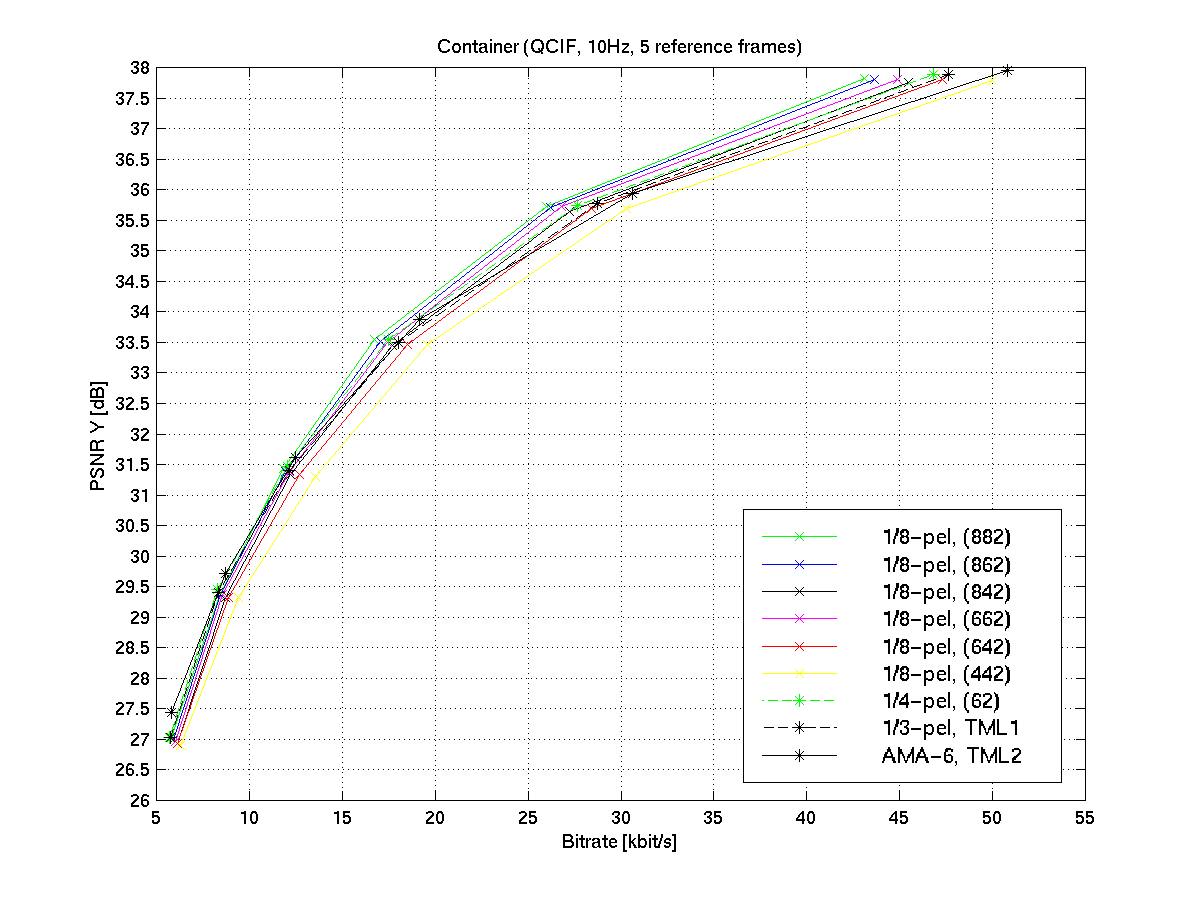 Container (QCIF, 10Hz, 5 reference frames)
38
37.5
37
36.5
36
35.5
35
34.5
34
33.5
33
32.5
32
31.5
31
30.5
30
29.5
29
28.5
28
27.5
27
26.5
26
PSNR Y [dB]
1/8-pel, (882)
1/8-pel, (862)
1/8-pel, (842)
1/8-pel, (662)
1/8-pel, (642)
1/8-pel, (442)
1/4-pel, (62)
1/3-pel, TML1
AMA-6, TML2
5 10 15 20 25 30 35 40 45 50 55
Bitrate [kbit/s]